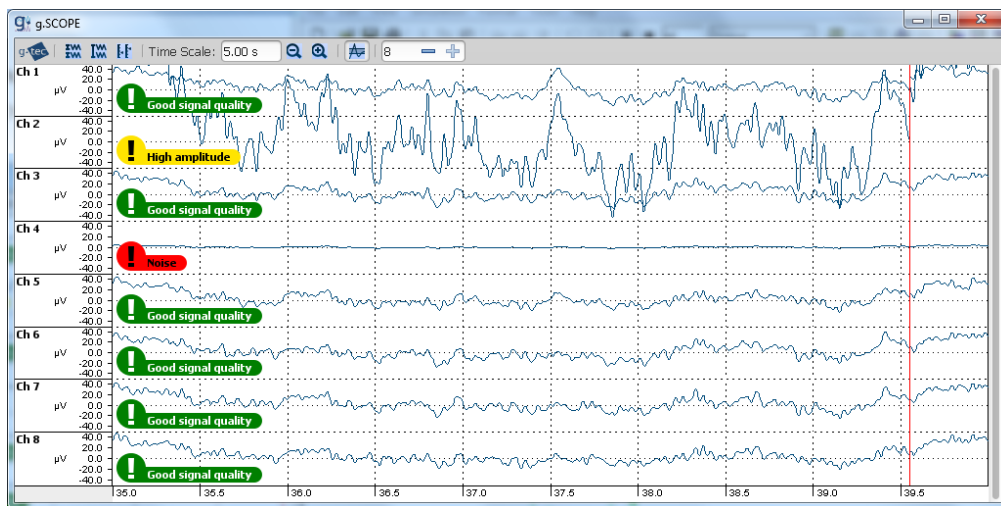 g.SCOPE
g.tec Time Scale: 5.00 s 8
Ch 1 40.0
20.0
µV 0.0
-20.0 Good signal quality
-40.0
Ch 2 40.0
20.0
µV 0.0
-20.0 High amplitude
-40.0
Ch 3 40.0
20.0
µV 0.0
-20.0 Good signal quality
-40.0
Ch 4 40.0
20.0
µV 0.0
-20.0 Noise
-40.0
Ch 5 40.0
20.0
µV 0.0
-20.0 Good signal quality
-40.0
Ch 6 40.0
20.0
µV 0.0
-20.0 Good signal quality
-40.0
Ch 7 40.0
20.0
µV 0.0
-20.0 Good signal quality
-40.0
Ch 8 40.0
20.0
µV 0.0
-20.0 Good signal quality
-40.0
35.0 35.5 36.0 36.5 37.0 37.5 38.0 38.5 39.0 39.5